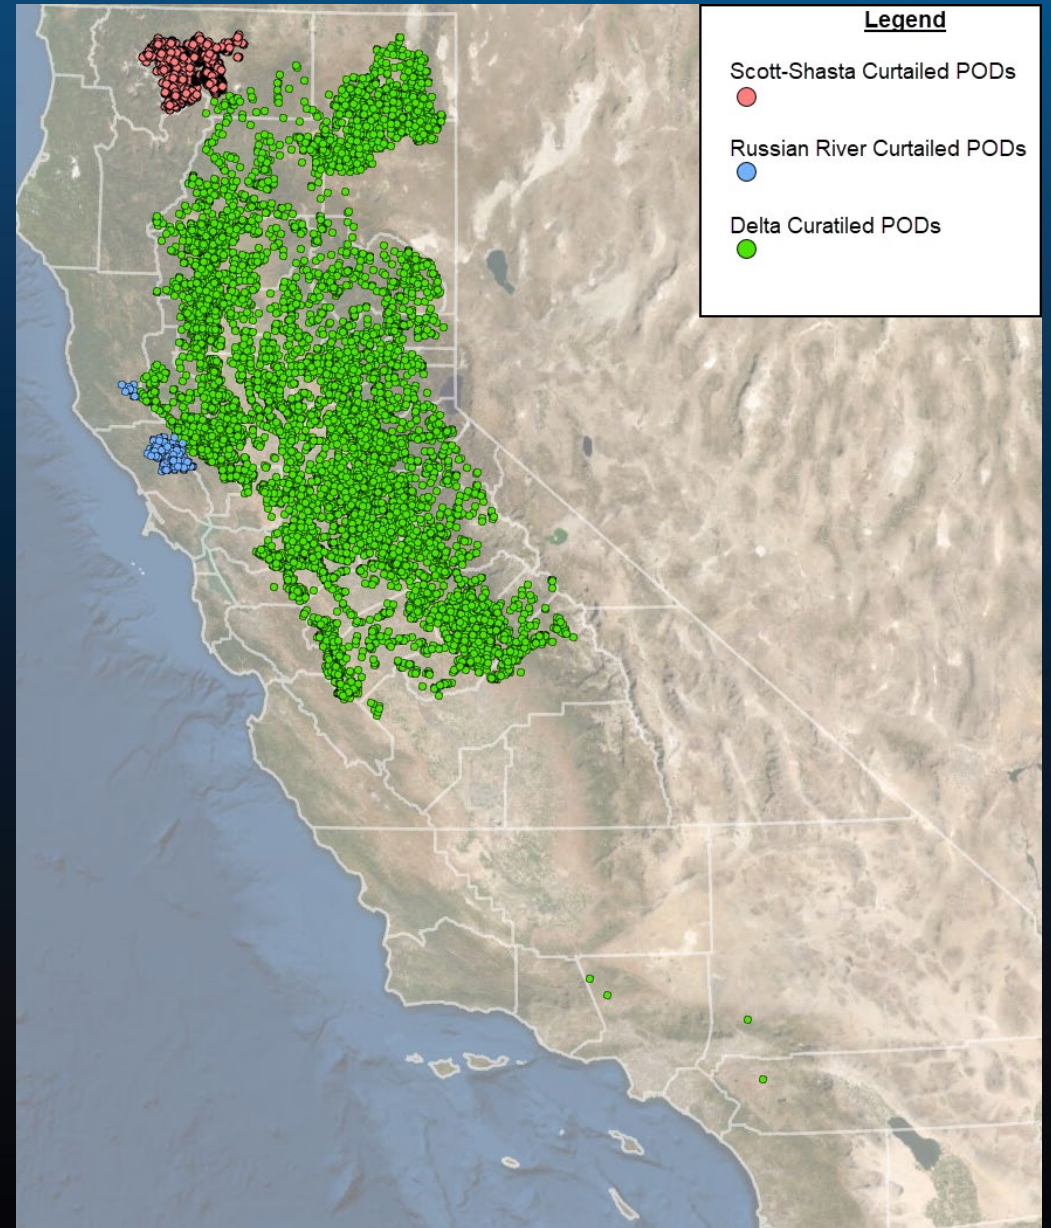 Legend
Scott-Shasta Curtailed PODs
Russian River Curtailed PODs
Delta Curatiled PODs